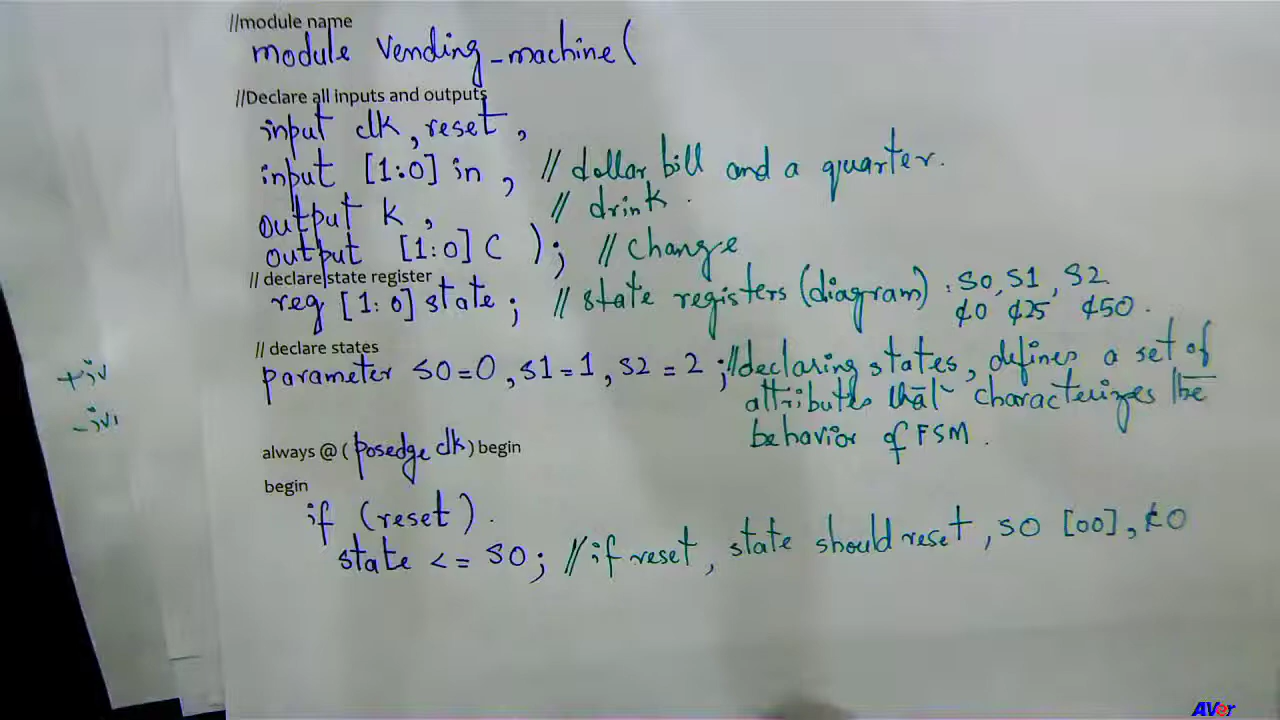 //module name
module vending_machine(
//Declare all inputs and outputs
input clk, reset,
input [1:0] in , // dollar bill and a quarter.
output k , // drink .
output [1:0] C ); // change
// declare state register
reg [1:0] state ; // state registers (diagram) : S0, S1, S2
¢0 ¢25 ¢50 .
// declare states
parameter S0=0, S1=1, S2=2 ;//declaring states, defines a set of
attributes that characterizes the
behavior of FSM .
+iv
always @ (posedge clk) begin
begin
if (reset) .
state <= S0; //if reset, state should reset, S0 [00], ¢0
AVer